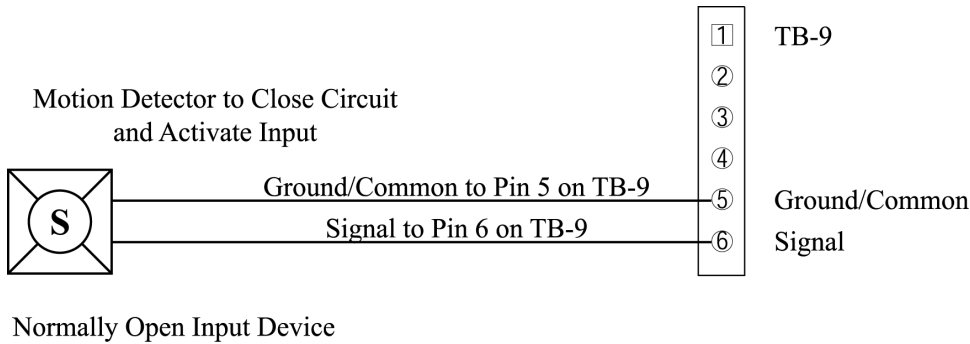 1 TB-9
2
Motion Detector to Close Circuit
and Activate Input
3
4
Ground/Common to Pin 5 on TB-9
5 Ground/Common
S
Signal to Pin 6 on TB-9
6 Signal
Normally Open Input Device